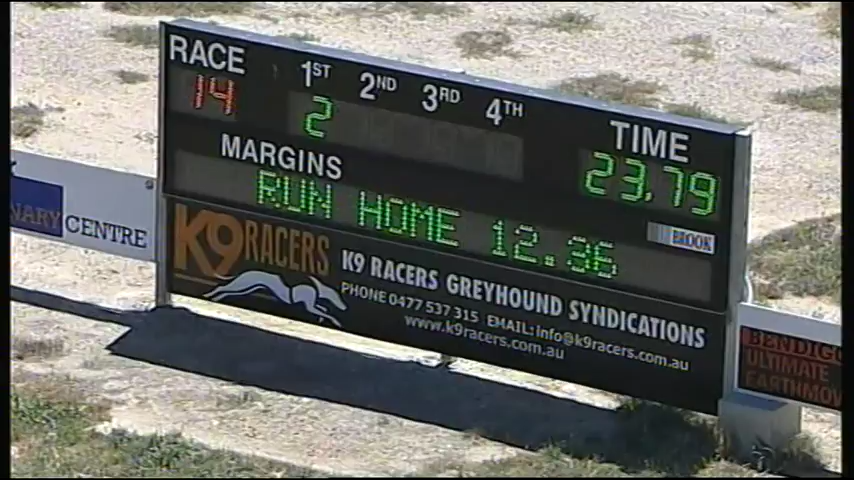 RACE 1ST 2ND 3RD 4TH TIME
14 2 23.79
MARGINS
RUN HOME 12.36
BROOK
K9 RACERS
K9 RACERS GREYHOUND SYNDICATIONS
PHONE 0477 537 315 EMAIL: info@k9racers.com.au
www.k9racers.com.au
NARY CENTRE
BENDIGO
ULTIMATE
EARTHMOV